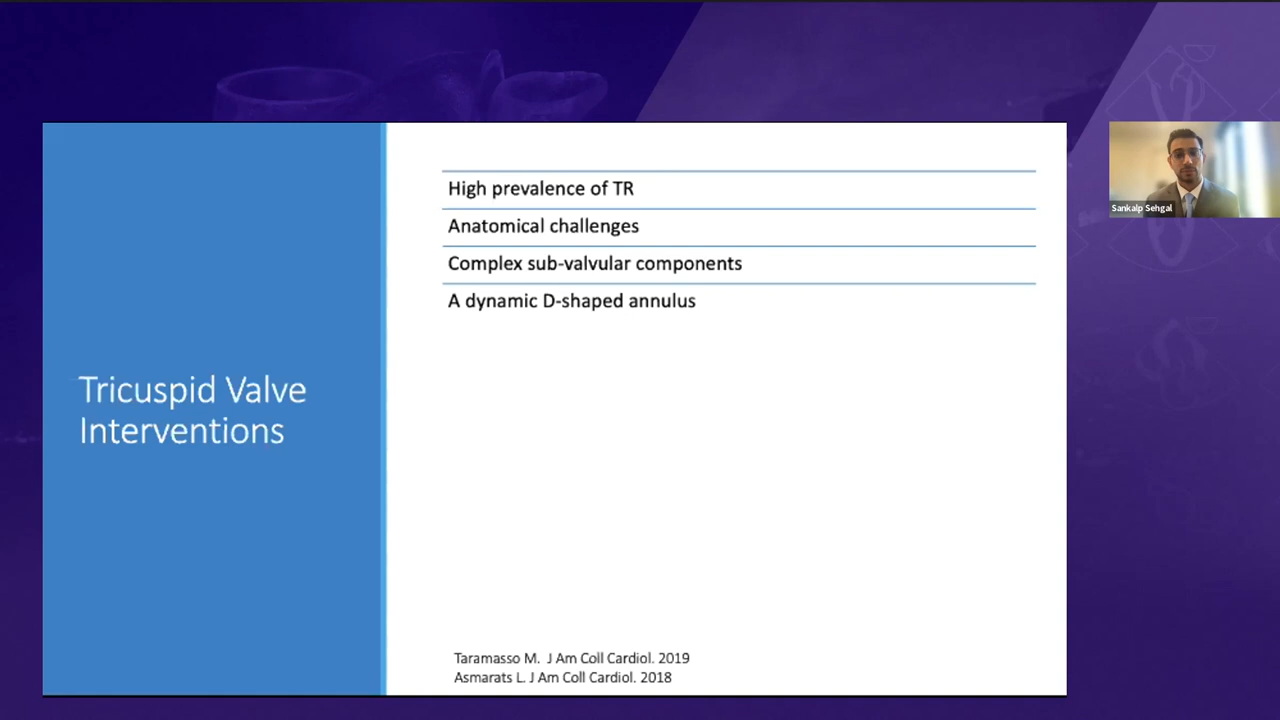 High prevalence of TR
Anatomical challenges
Complex sub-valvular components
A dynamic D-shaped annulus
Tricuspid Valve
Interventions
Taramasso M. J Am Coll Cardiol. 2019
Asmarats L. J Am Coll Cardiol. 2018
Sankalp Sehgal